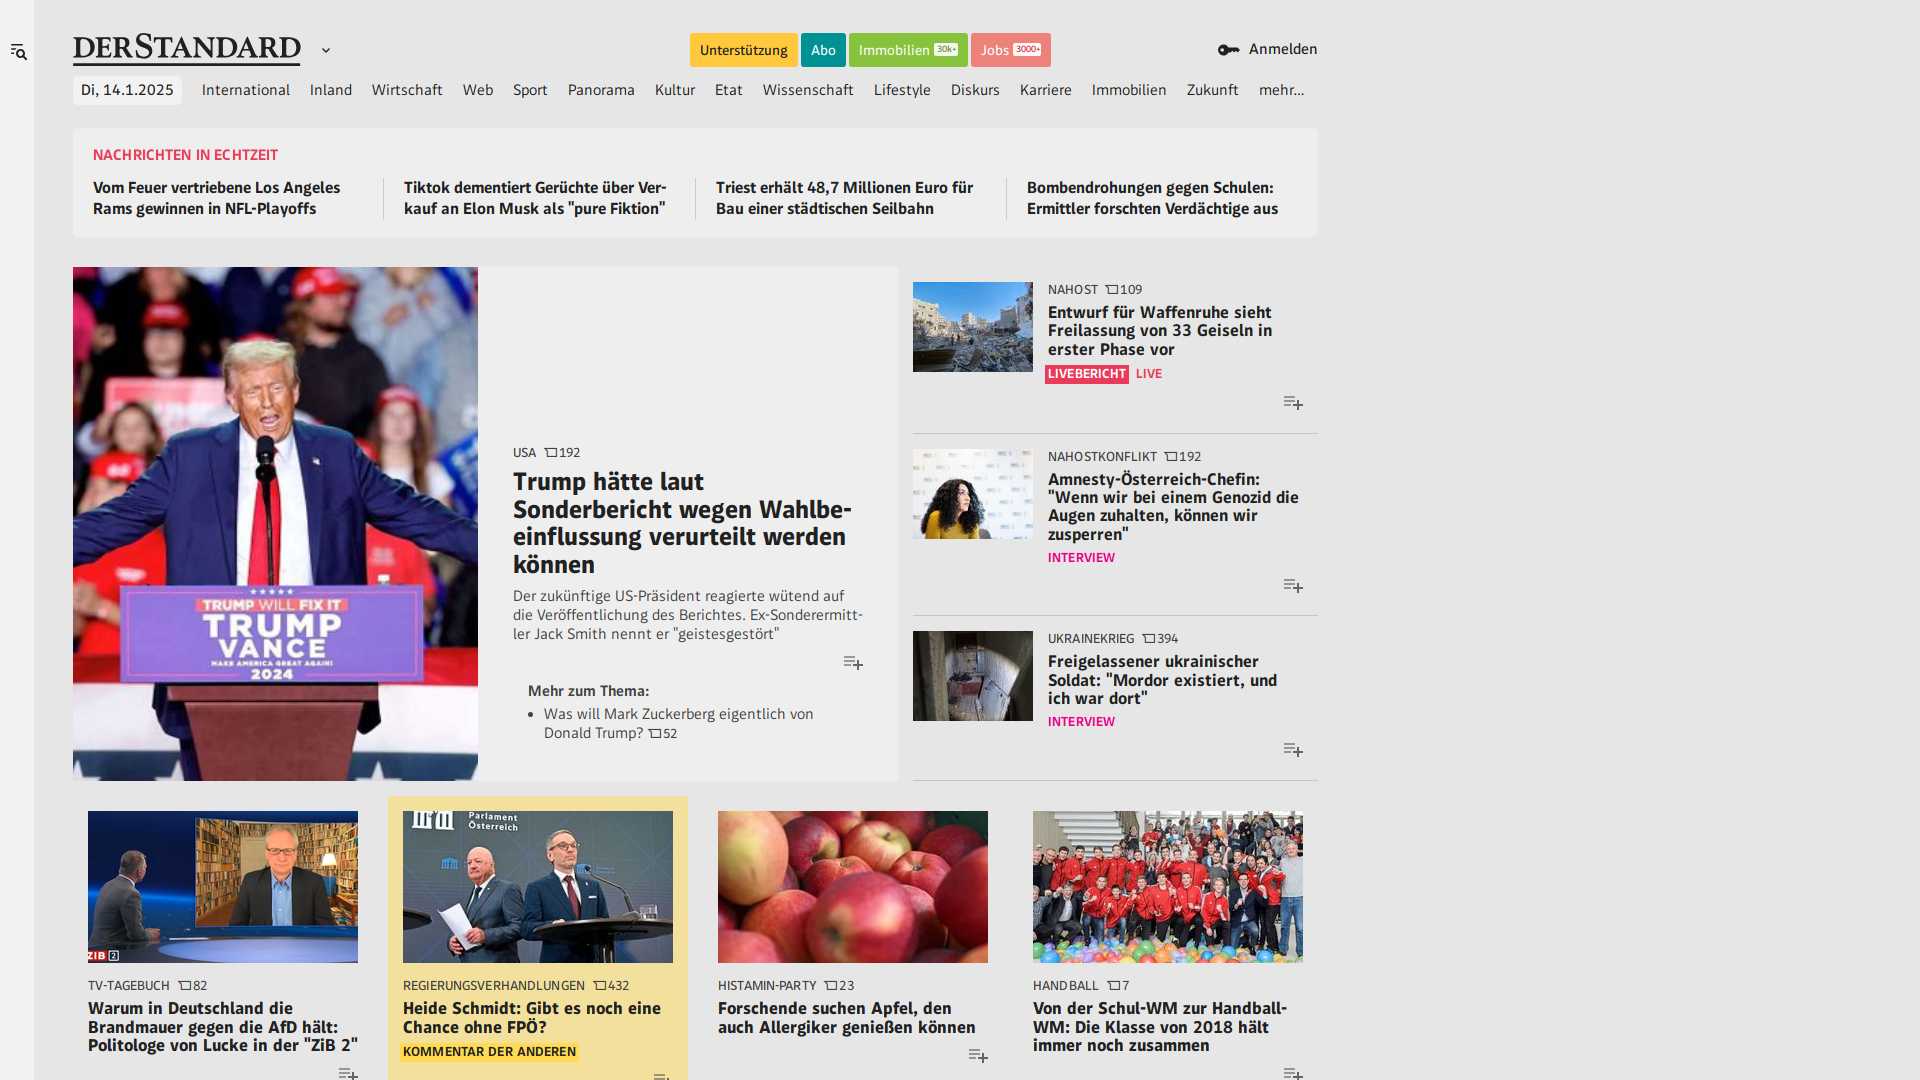 DERSTANDARD
Unterstützung
Abo
Immobilien 30k+
Jobs 3000+
Anmelden
Di, 14.1.2025
International
Inland
Wirtschaft
Web
Sport
Panorama
Kultur
Etat
Wissenschaft
Lifestyle
Diskurs
Karriere
Immobilien
Zukunft
mehr...
NACHRICHTEN IN ECHTZEIT
Vom Feuer vertriebene Los Angeles
Rams gewinnen in NFL-Playoffs
Tiktok dementiert Gerüchte über Ver-
kauf an Elon Musk als "pure Fiktion"
Triest erhält 48,7 Millionen Euro für
Bau einer städtischen Seilbahn
Bombendrohungen gegen Schulen:
Ermittler forschten Verdächtige aus
TRUMP WILL FIX IT
TRUMP
VANCE
MAKE AMERICA GREAT AGAIN!
2024
USA 192
Trump hätte laut
Sonderbericht wegen Wahlbe-
einflussung verurteilt werden
können
Der zukünftige US-Präsident reagierte wütend auf
die Veröffentlichung des Berichtes. Ex-Sonderermitt-
ler Jack Smith nennt er "geistesgestört"
Mehr zum Thema:
• Was will Mark Zuckerberg eigentlich von
Donald Trump? 52
NAHOST 109
Entwurf für Waffenruhe sieht
Freilassung von 33 Geiseln in
erster Phase vor
LIVEBERICHT LIVE
NAHOSTKONFLIKT 192
Amnesty-Österreich-Chefin:
"Wenn wir bei einem Genozid die
Augen zuhalten, können wir
zusperren"
INTERVIEW
UKRAINEKRIEG 394
Freigelassener ukrainischer
Soldat: "Mordor existiert, und
ich war dort"
INTERVIEW
ZIB 2
TV-TAGEBUCH 82
Warum in Deutschland die
Brandmauer gegen die AfD hält:
Politologe von Lucke in der "ZiB 2"
Parlament
Österreich
REGIERUNGSVERHANDLUNGEN 432
Heide Schmidt: Gibt es noch eine
Chance ohne FPÖ?
KOMMENTAR DER ANDEREN
HISTAMIN-PARTY 23
Forschende suchen Apfel, den
auch Allergiker genießen können
HANDBALL 7
Von der Schul-WM zur Handball-
WM: Die Klasse von 2018 hält
immer noch zusammen